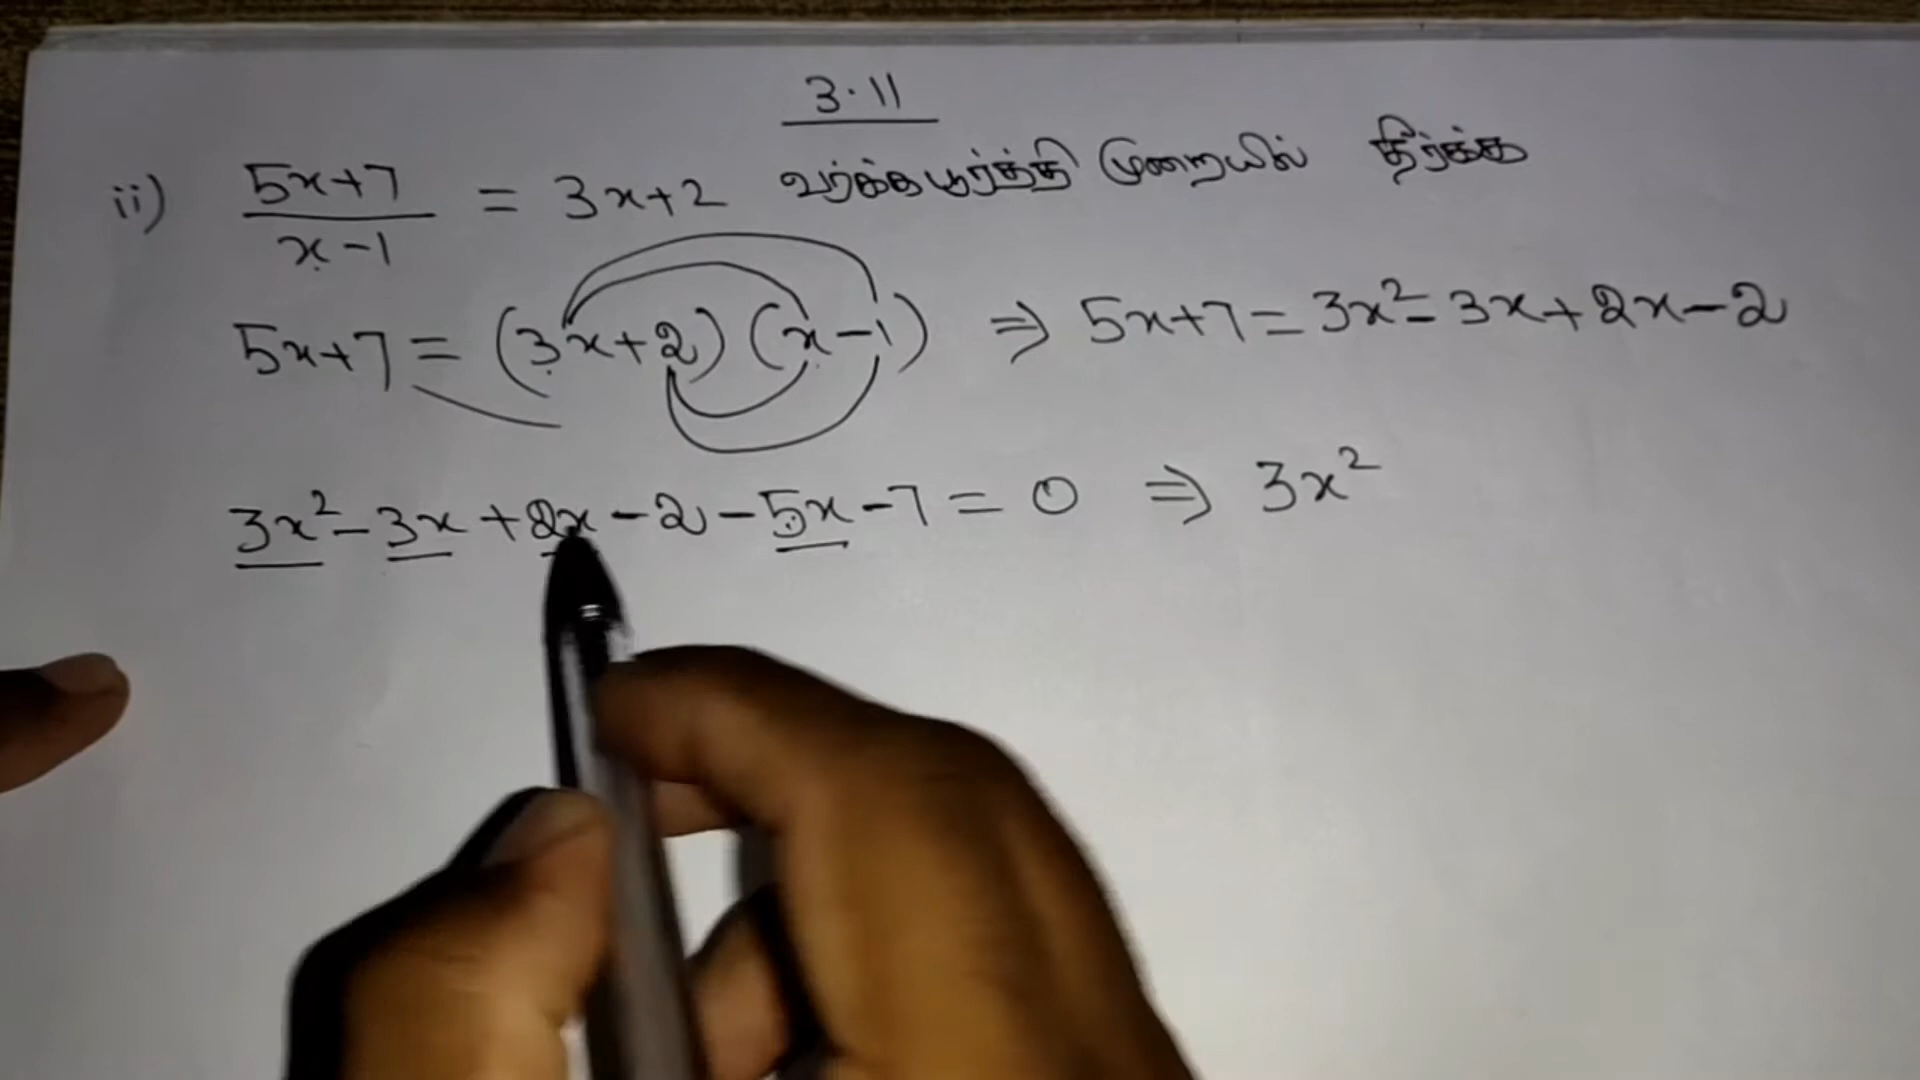 3.11
ii) 5x+7 / x-1 = 3x+2 வர்க்கபூர்த்தி முறையில் தீர்க்க
5x+7 = (3x+2) (x-1) ⇒ 5x+7 = 3x² - 3x + 2x - 2
3x² - 3x + 2x - 2 - 5x - 7 = 0 ⇒ 3x²